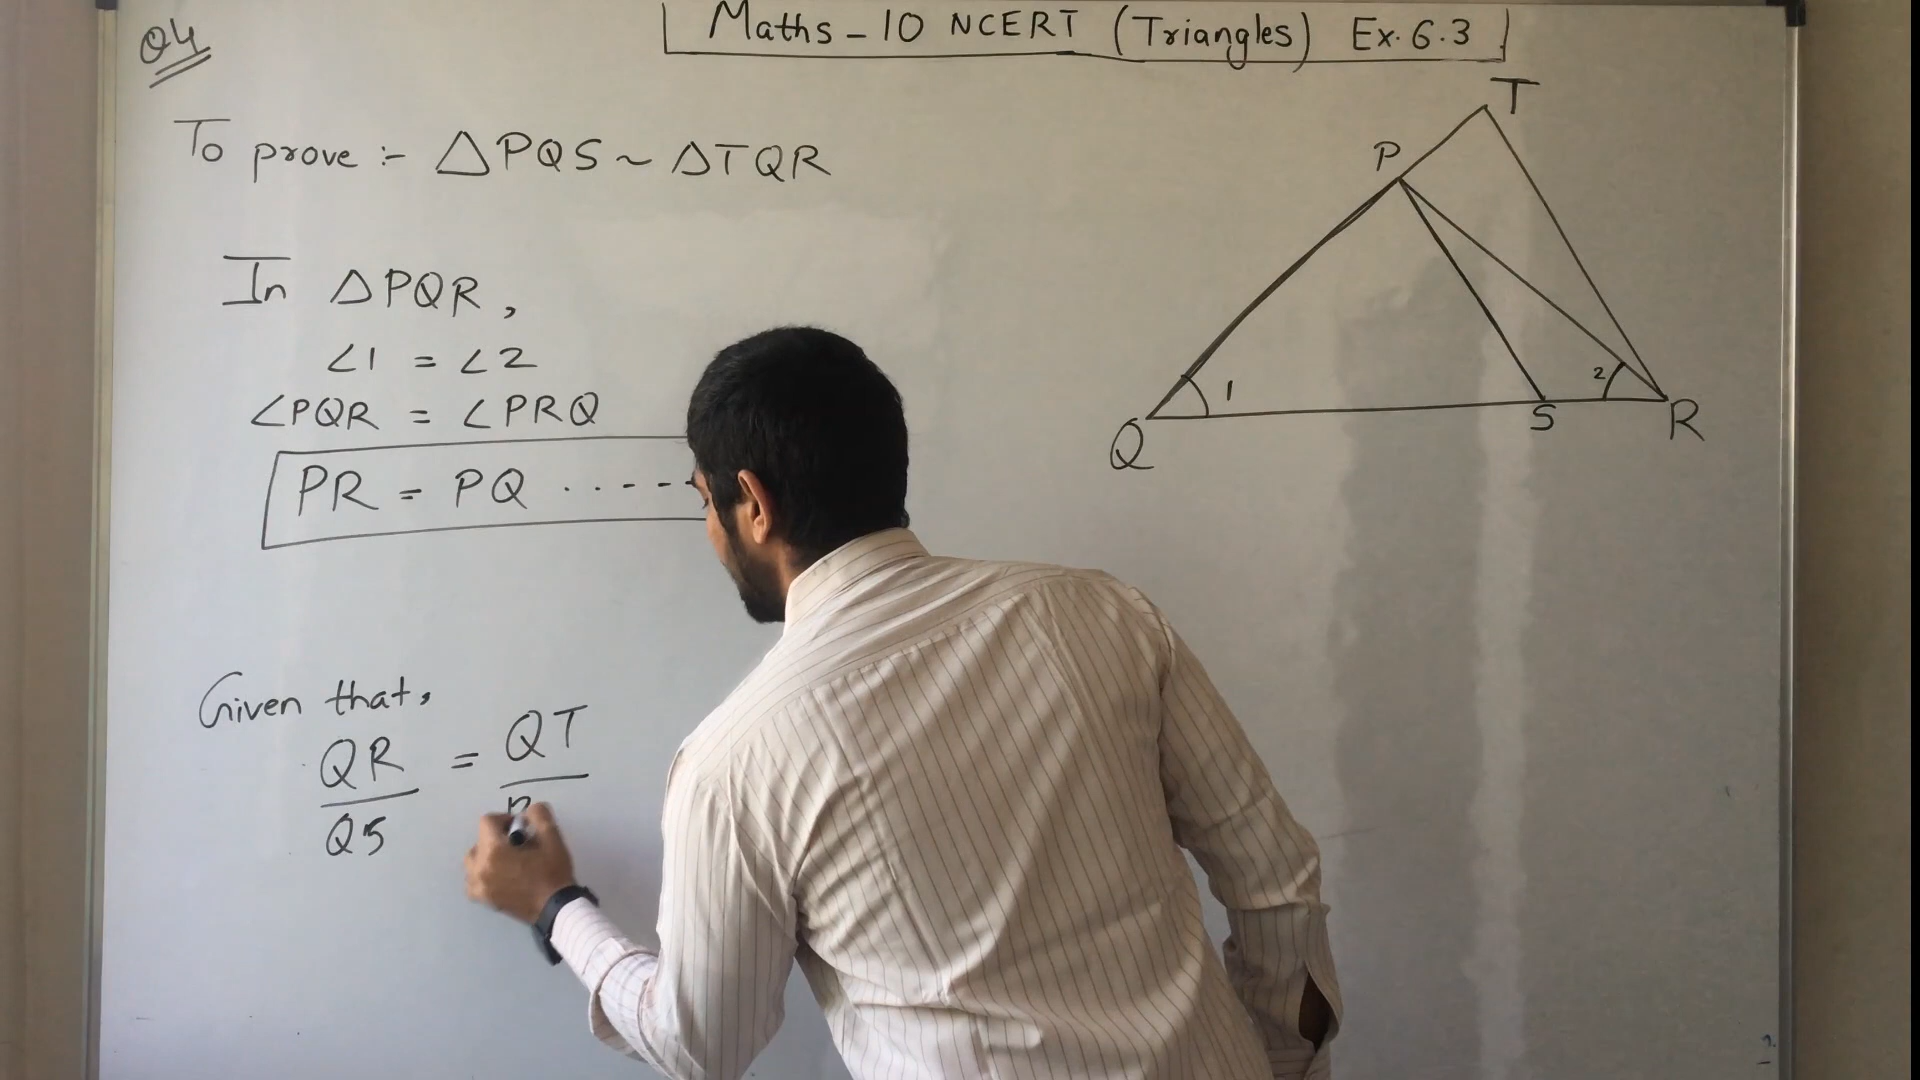 Q4
Maths - 10 NCERT (Triangles) Ex. 6.3
To prove :- △PQS ~ △TQR
In △PQR,
∠1 = ∠2
∠PQR = ∠PRQ
PR = PQ .....
Given that,
QR = QT
QS
T
P
1
2
Q
S
R